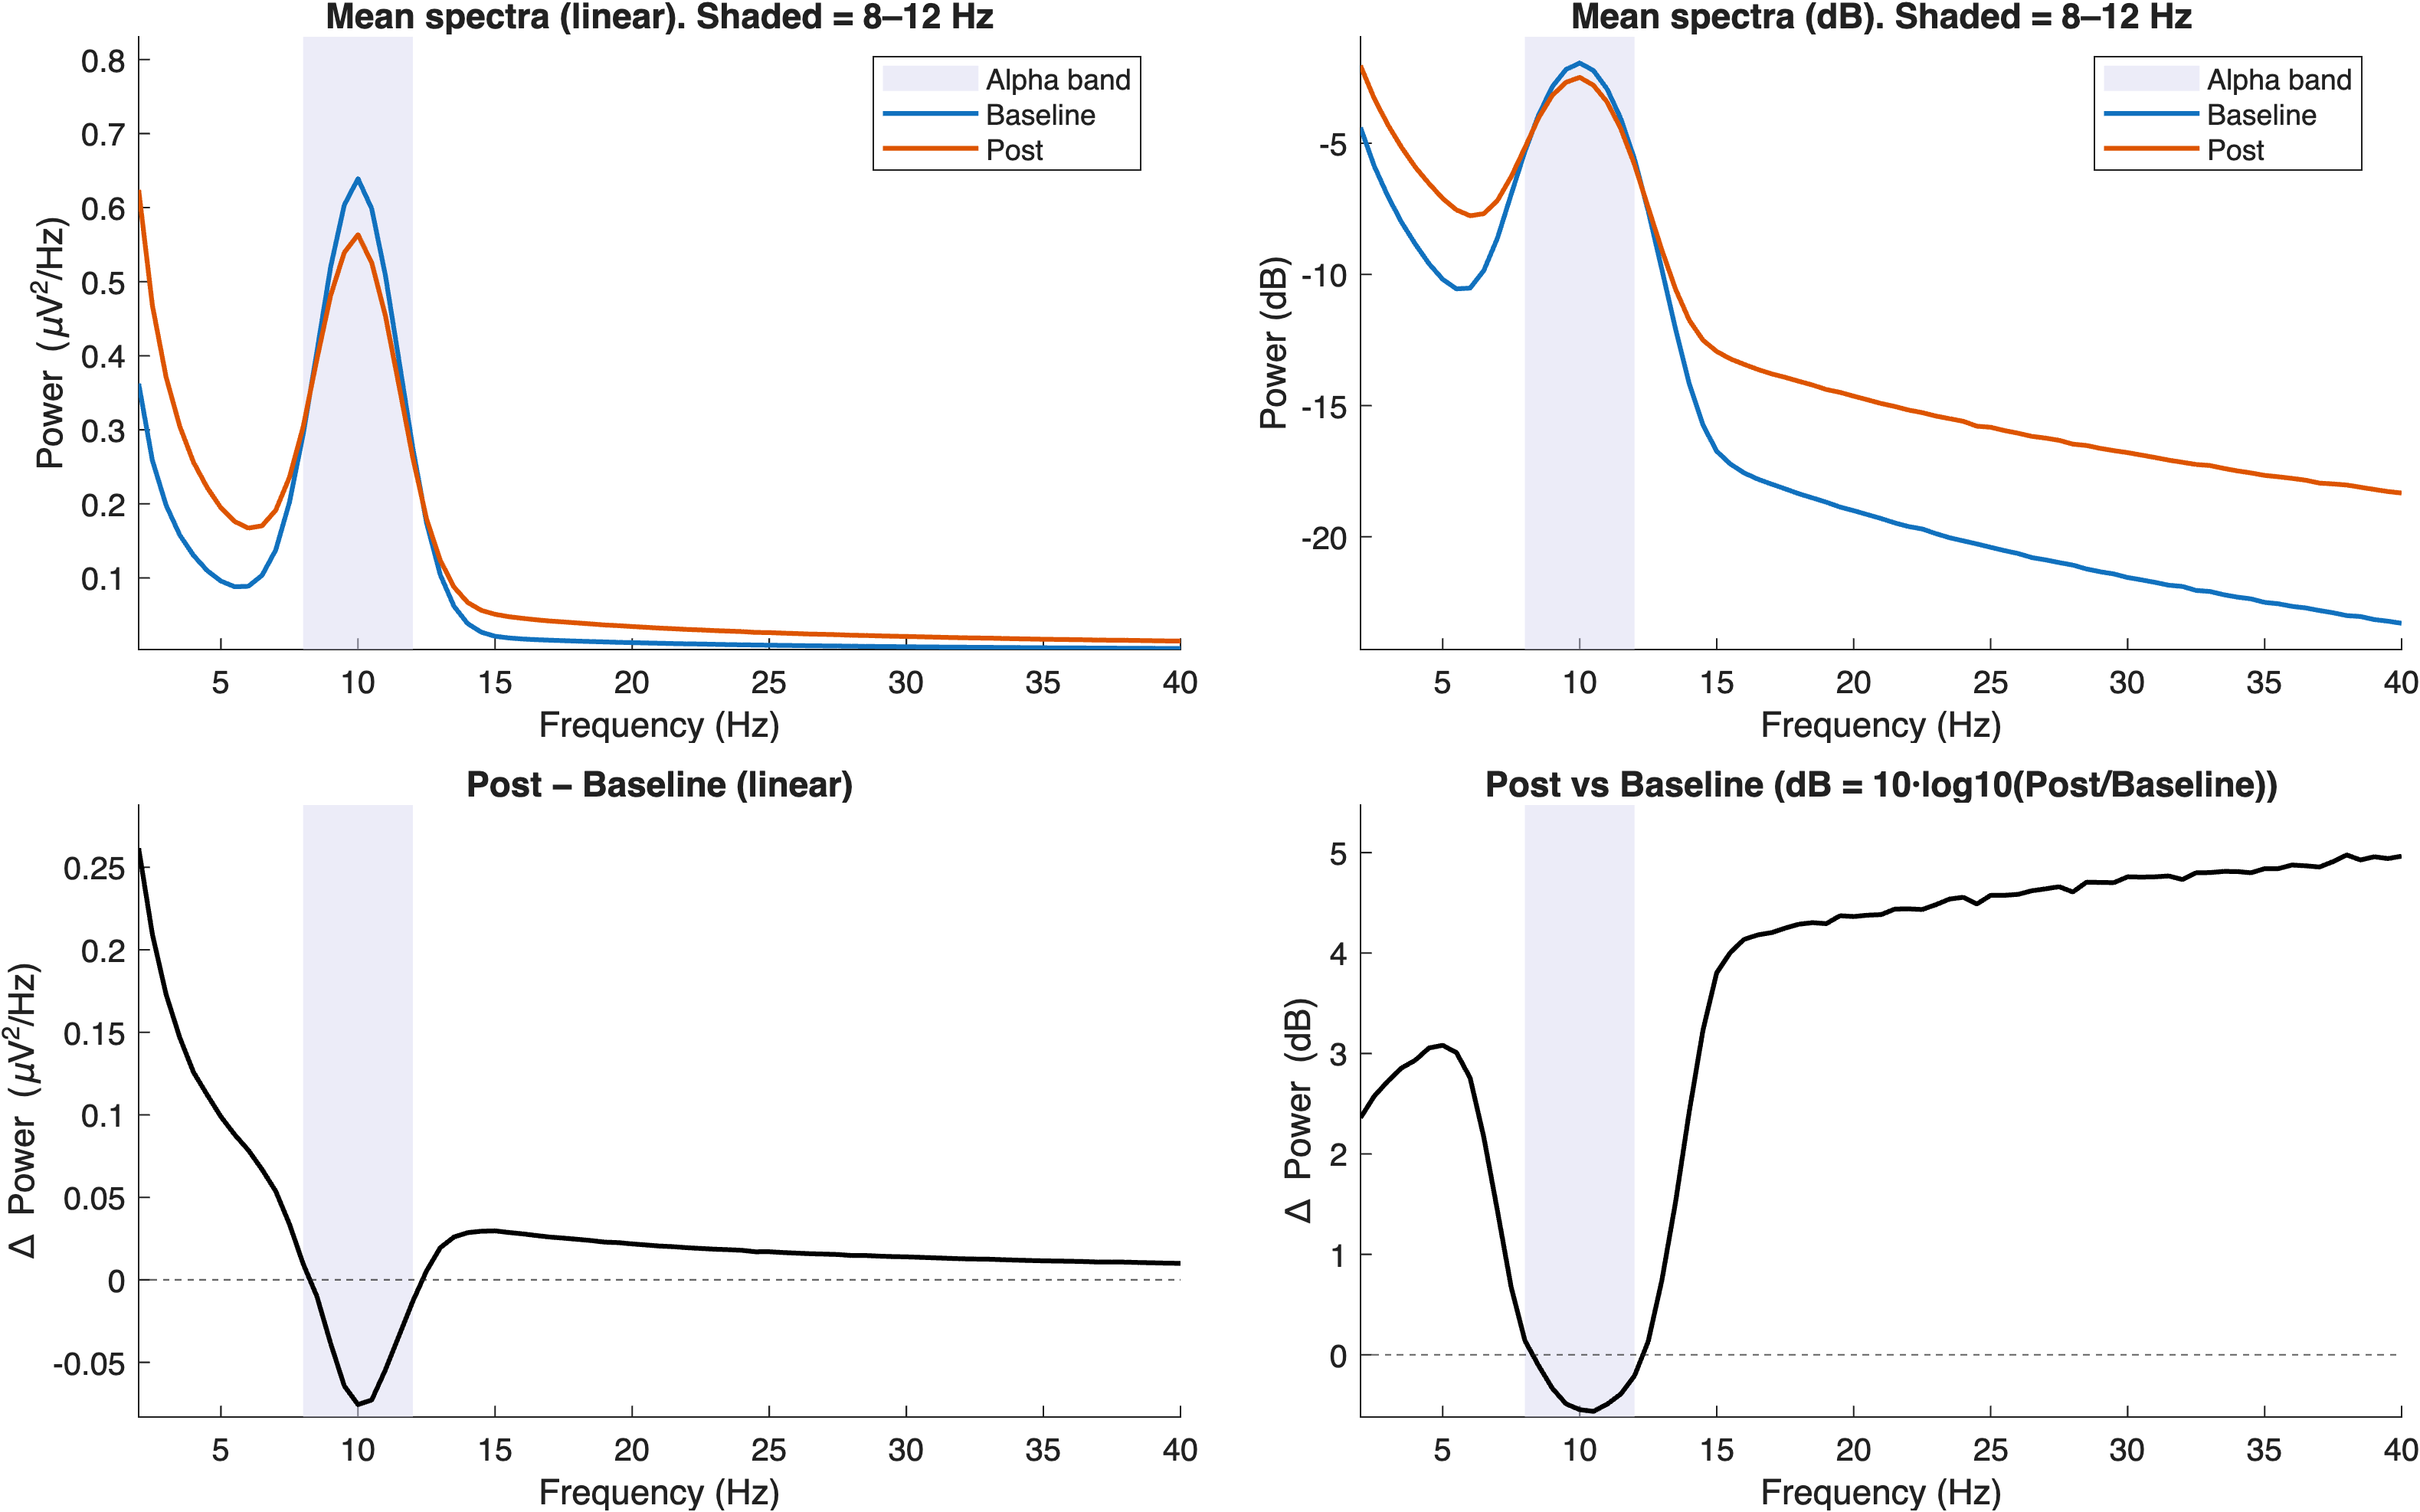 Mean spectra (linear). Shaded = 8–12 Hz
0.8
0.7
0.6
0.5
0.4
0.3
0.2
0.1
Power (μV²/Hz)
Alpha band
Baseline
Post
5 10 15 20 25 30 35 40
Frequency (Hz)
Mean spectra (dB). Shaded = 8–12 Hz
-5
-10
-15
-20
Power (dB)
Alpha band
Baseline
Post
5 10 15 20 25 30 35 40
Frequency (Hz)
Post – Baseline (linear)
0.25
0.2
0.15
0.1
0.05
0
-0.05
Δ Power (μV²/Hz)
5 10 15 20 25 30 35 40
Frequency (Hz)
Post vs Baseline (dB = 10·log10(Post/Baseline))
5
4
3
2
1
0
Δ Power (dB)
5 10 15 20 25 30 35 40
Frequency (Hz)